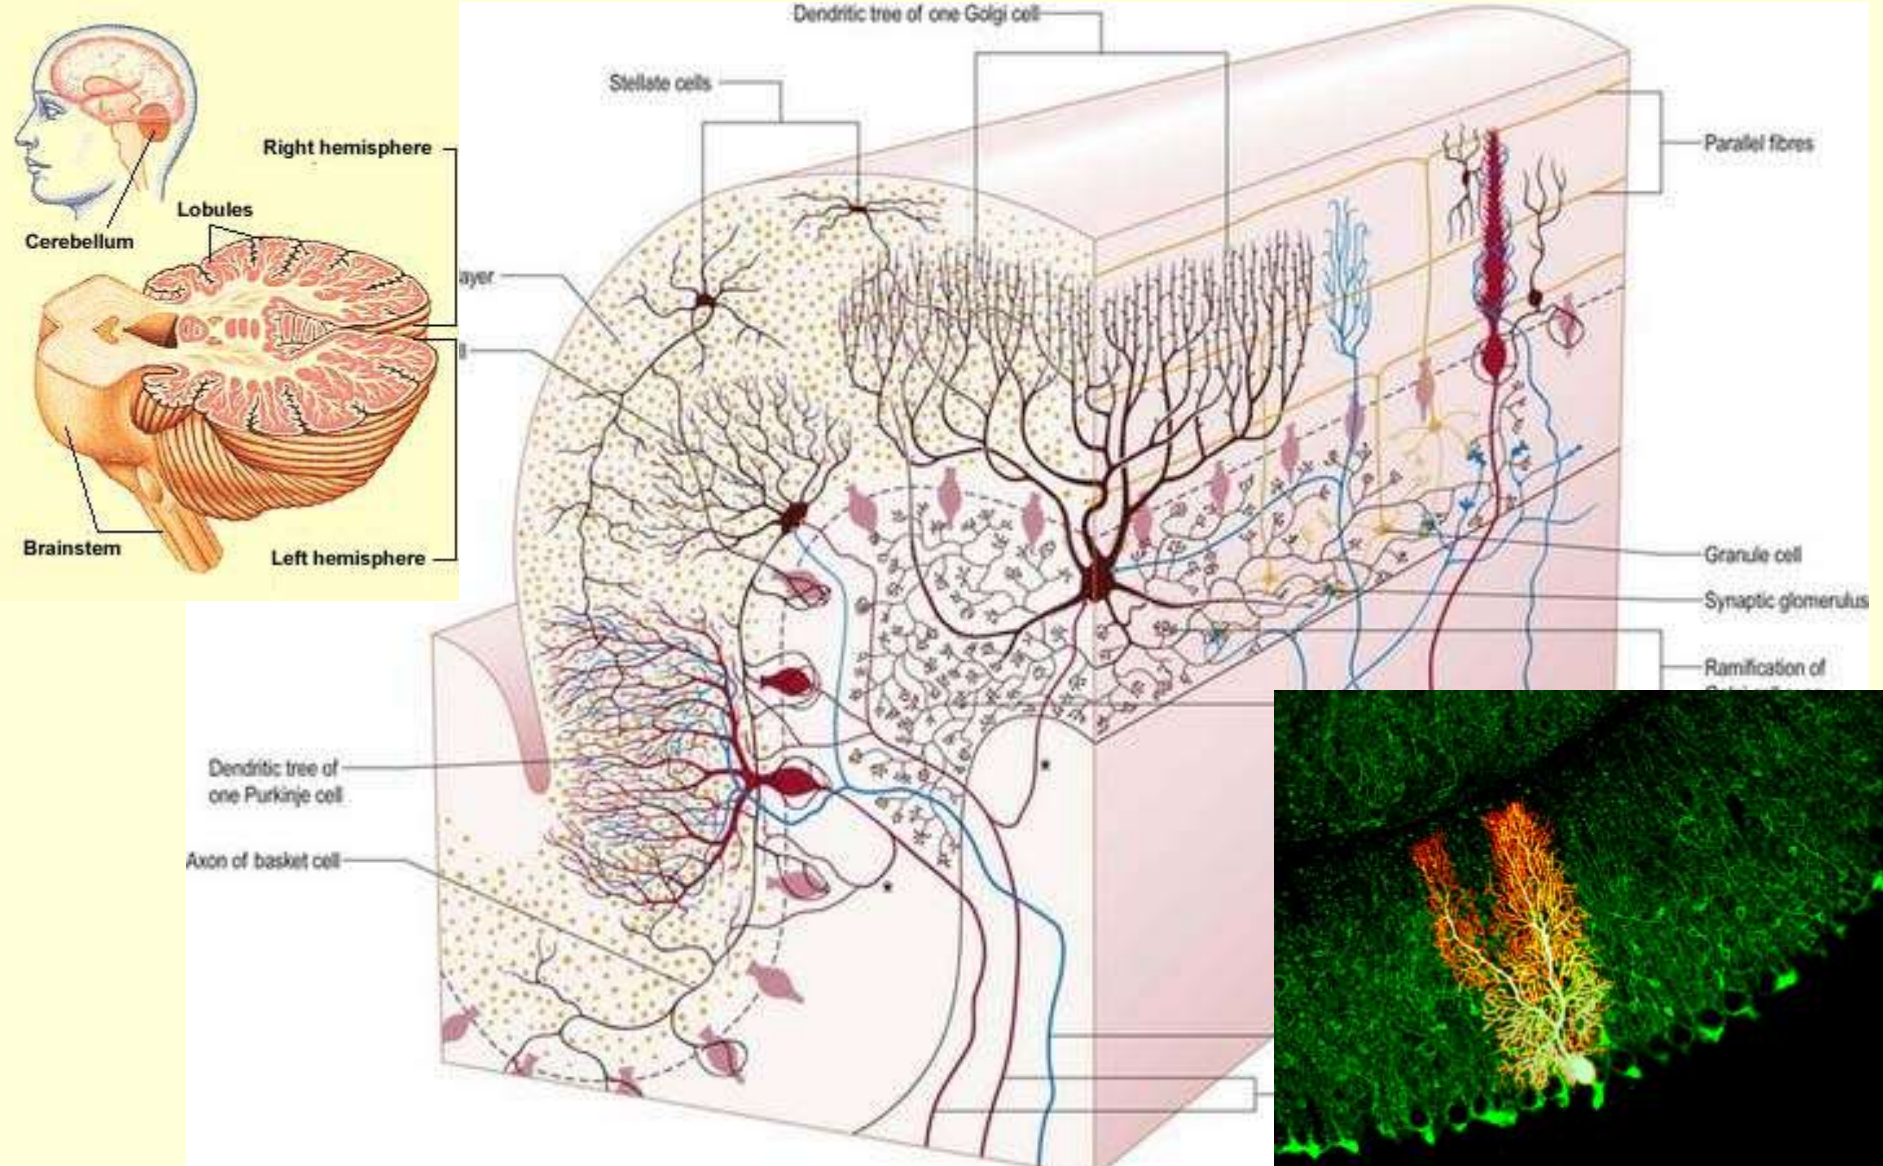 Dendritic tree of one Golgi cell
Stellate cells
Parallel fibres
Right hemisphere
Lobules
Cerebellum
ayer
Brainstem
Left hemisphere
Granule cell
Synaptic glomerulus
Ramification of
Dendritic tree of
one Purkinje cell
Axon of basket cell
*
*